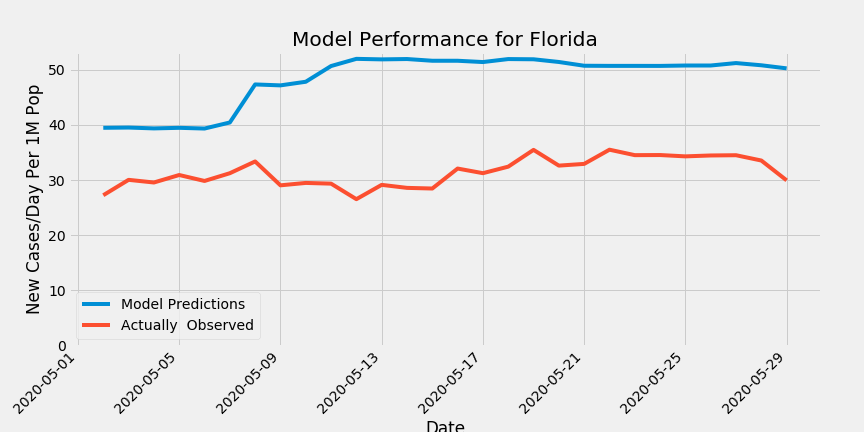 Model Performance for Florida
New Cases/Day Per 1M Pop
50
40
30
20
10
0
Model Predictions
Actually  Observed
2020-05-01
2020-05-05
2020-05-09
2020-05-13
2020-05-17
2020-05-21
2020-05-25
2020-05-29
Date